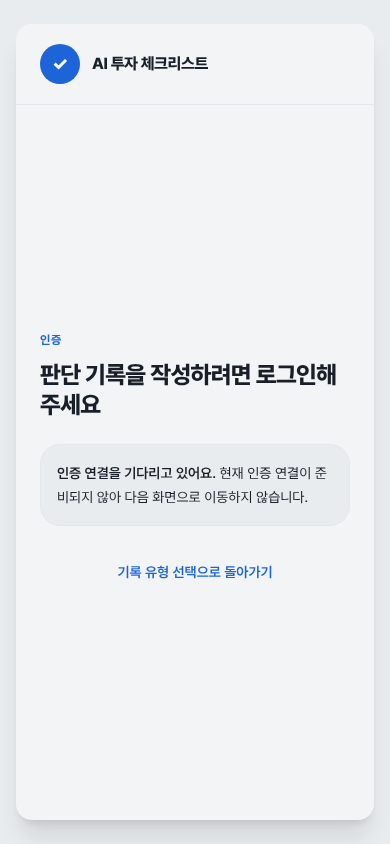 AI 투자 체크리스트
인증
판단 기록을 작성하려면 로그인해
주세요
인증 연결을 기다리고 있어요. 현재 인증 연결이 준
비되지 않아 다음 화면으로 이동하지 않습니다.
기록 유형 선택으로 돌아가기